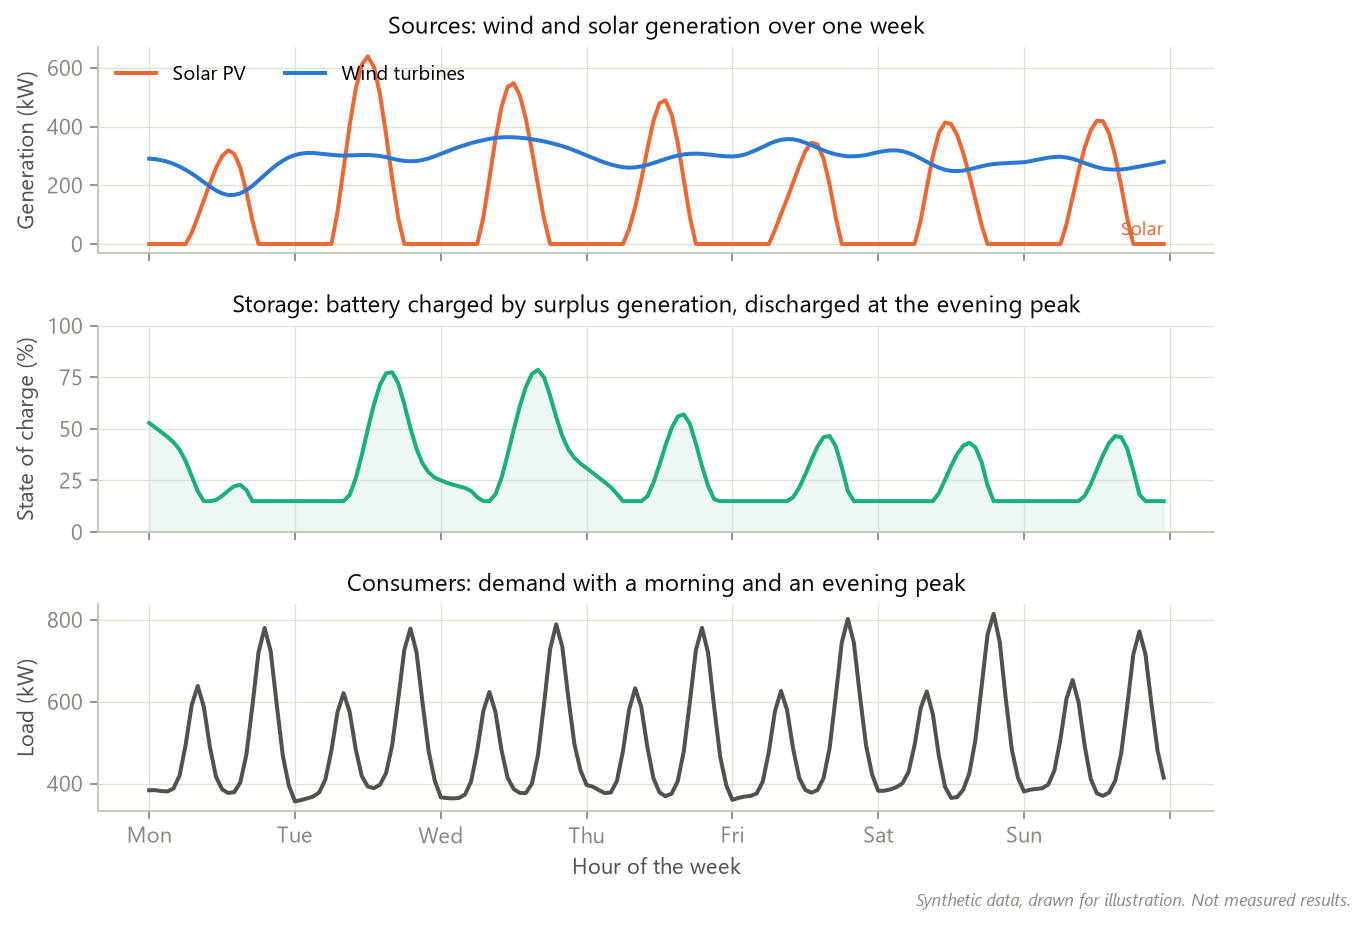 Sources: wind and solar generation over one week
Generation (kW)
600
400
200
0
Solar PV
Wind turbines
Solar
Storage: battery charged by surplus generation, discharged at the evening peak
State of charge (%)
100
75
50
25
0
Consumers: demand with a morning and an evening peak
Load (kW)
800
600
400
Mon Tue Wed Thu Fri Sat Sun
Hour of the week
Synthetic data, drawn for illustration. Not measured results.